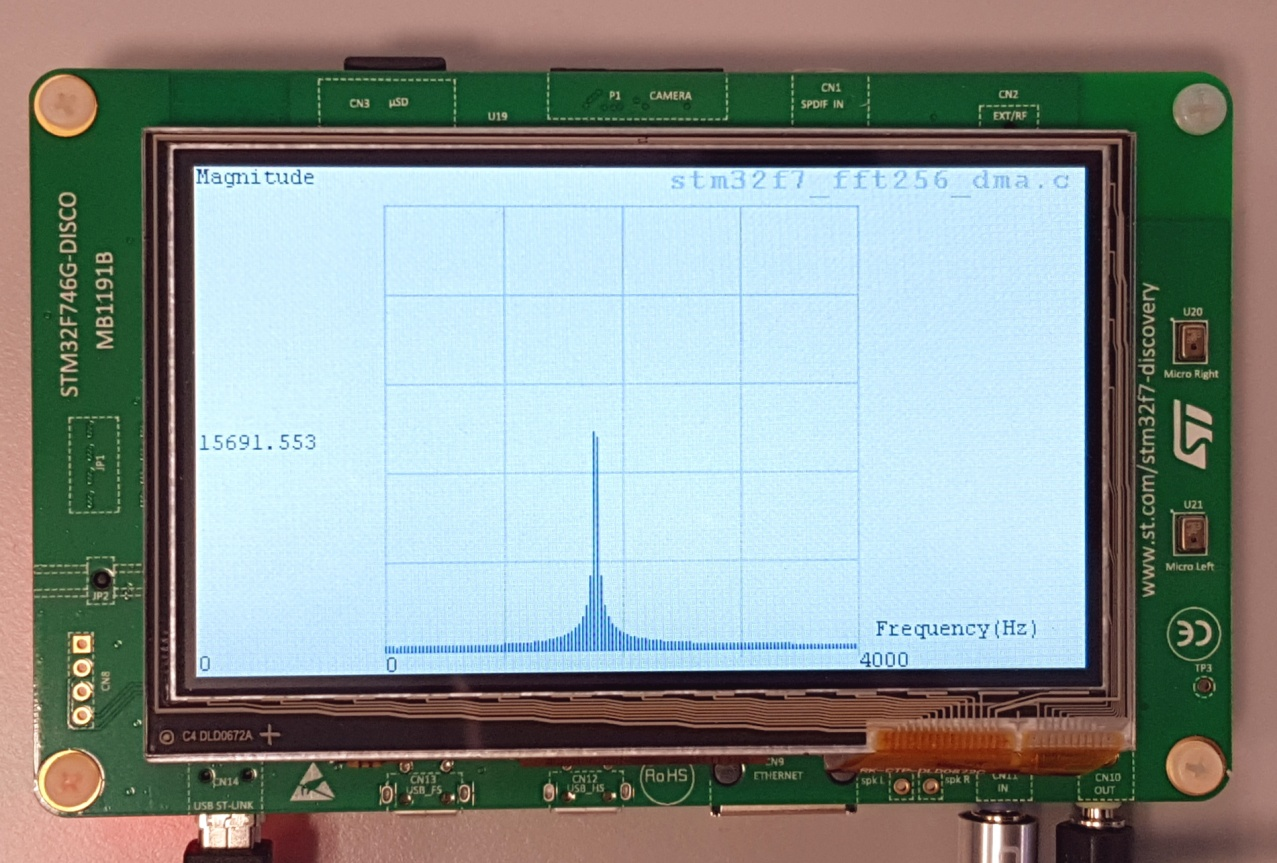 CN3 µSD
P1 CAMERA
CN1
SPDIF IN
CN2
EXT/RF
U19
STM32F746G-DISCO
MB1191B
Magnitude
stm32f7_fft256_dma.c
15691.553
Frequency(Hz)
0
0
4000
www.st.com/stm32f7-discovery
U20
Micro Right
ST
U21
Micro Left
CE
TP3
JP1
JP2
CN8
C4 DLD0672A
CN14
USB ST-LINK
CN13
USB_FS
CN12
USB_HS
RoHS
CN9
ETHERNET
spk L
spk R
CN11
IN
CN10
OUT